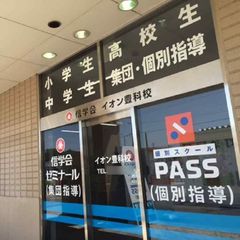 小学生
中学生
高校生
集団・個別指導
信学会 イオン豊科校
信学会
ゼミナール
(集団指導)
イオン豊科校
TEL
個別スクール
PASS
(個別指導)